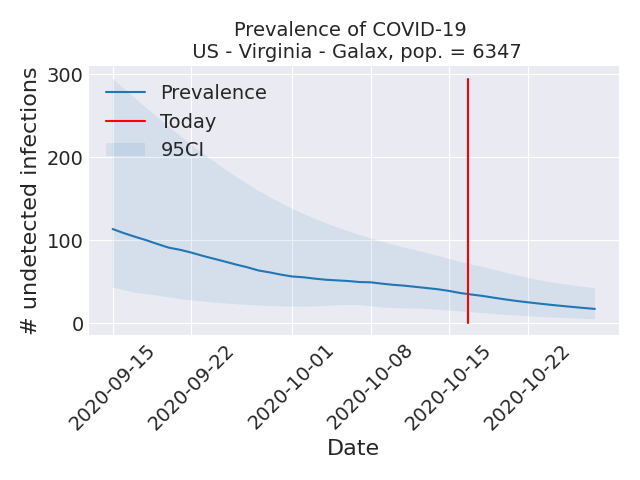 Prevalence of COVID-19
US - Virginia - Galax, pop. = 6347
# undetected infections
300
200
100
0
Prevalence
Today
95CI
2020-09-15
2020-09-22
2020-10-01
2020-10-08
2020-10-15
2020-10-22
Date